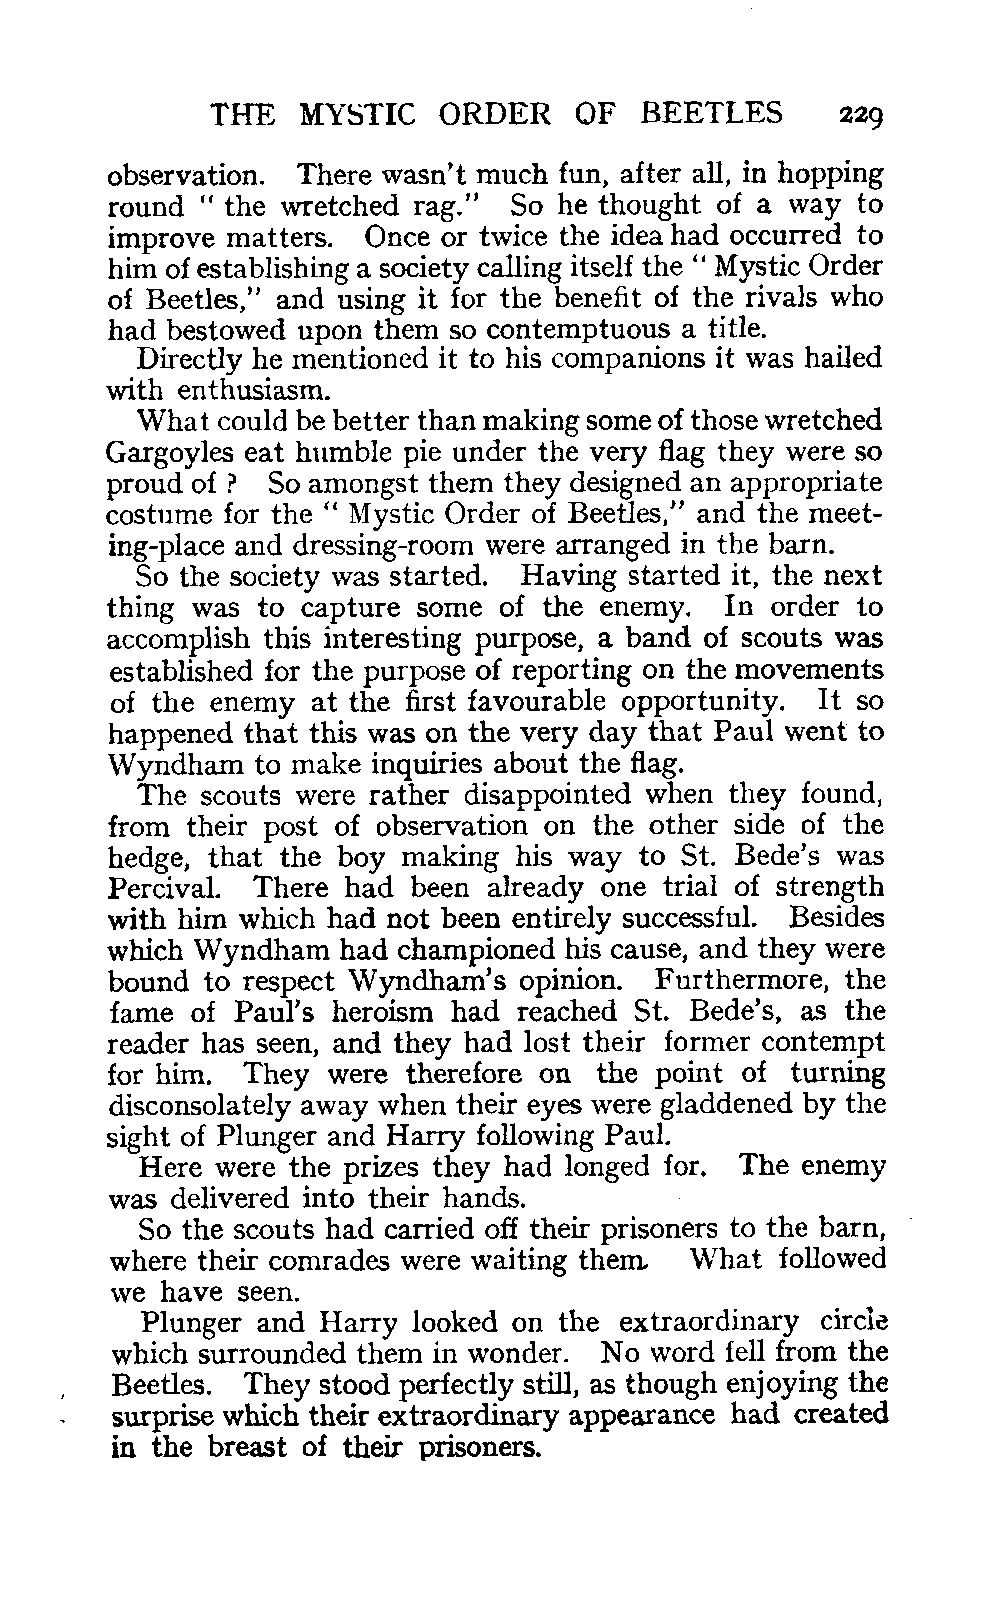 THE MYSTIC ORDER OF BEETLES 229
observation. There wasn't much fun, after all, in hopping
round " the wretched rag." So he thought of a way to
improve matters. Once or twice the idea had occurred to
him of establishing a society calling itself the " Mystic Order
of Beetles," and using it for the benefit of the rivals who
had bestowed upon them so contemptuous a title.
Directly he mentioned it to his companions it was hailed
with enthusiasm.
What could be better than making some of those wretched
Gargoyles eat humble pie under the very flag they were so
proud of ? So amongst them they designed an appropriate
costume for the " Mystic Order of Beetles," and the meet-
ing-place and dressing-room were arranged in the barn.
So the society was started. Having started it, the next
thing was to capture some of the enemy. In order to
accomplish this interesting purpose, a band of scouts was
established for the purpose of reporting on the movements
of the enemy at the first favourable opportunity. It so
happened that this was on the very day that Paul went to
Wyndham to make inquiries about the flag.
The scouts were rather disappointed when they found,
from their post of observation on the other side of the
hedge, that the boy making his way to St. Bede's was
Percival. There had been already one trial of strength
with him which had not been entirely successful. Besides
which Wyndham had championed his cause, and they were
bound to respect Wyndham's opinion. Furthermore, the
fame of Paul's heroism had reached St. Bede's, as the
reader has seen, and they had lost their former contempt
for him. They were therefore on the point of turning
disconsolately away when their eyes were gladdened by the
sight of Plunger and Harry following Paul.
Here were the prizes they had longed for. The enemy
was delivered into their hands.
So the scouts had carried off their prisoners to the barn,
where their comrades were waiting them. What followed
we have seen.
Plunger and Harry looked on the extraordinary circle
which surrounded them in wonder. No word fell from the
Beetles. They stood perfectly still, as though enjoying the
surprise which their extraordinary appearance had created
in the breast of their prisoners.